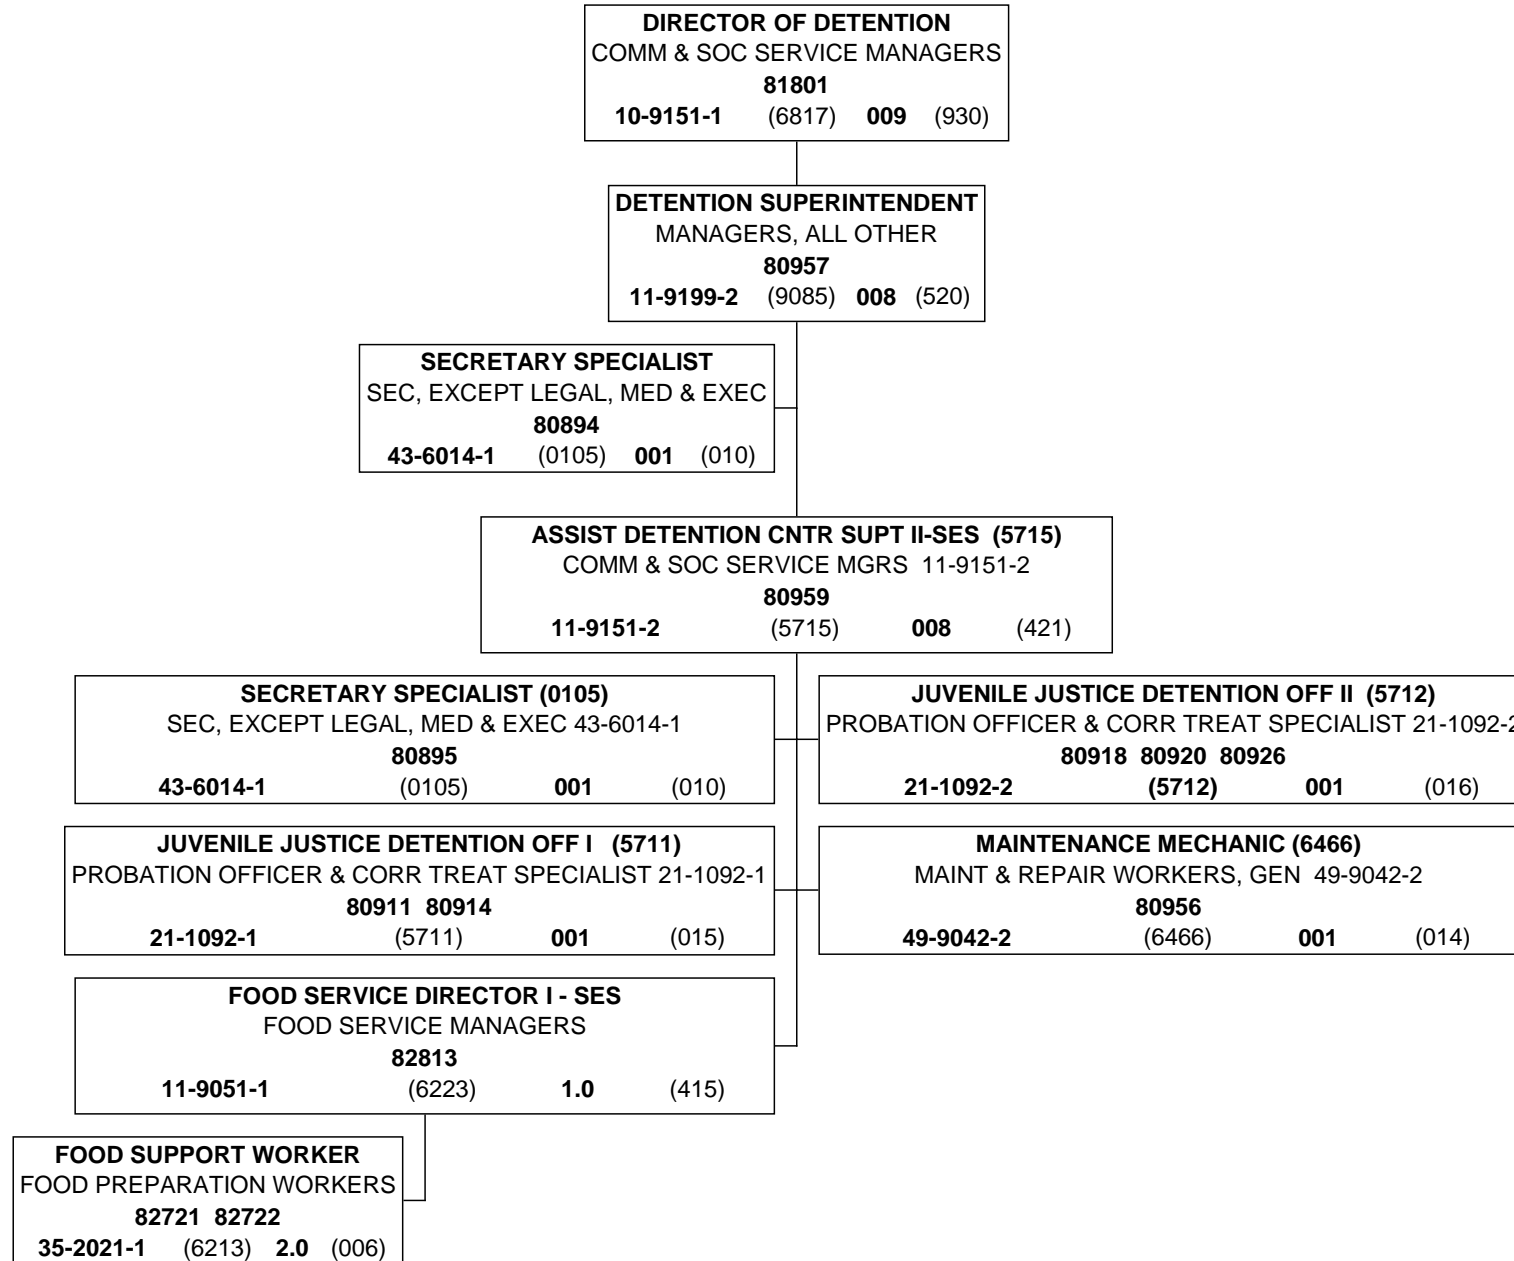 DIRECTOR OF DETENTION
COMM & SOC SERVICE MANAGERS
81801
10-9151-1 (6817) 009 (930)
DETENTION SUPERINTENDENT
MANAGERS, ALL OTHER
80957
11-9199-2 (9085) 008 (520)
SECRETARY SPECIALIST
SEC, EXCEPT LEGAL, MED & EXEC
80894
43-6014-1 (0105) 001 (010)
ASSIST DETENTION CNTR SUPT II-SES (5715)
COMM & SOC SERVICE MGRS 11-9151-2
80959
11-9151-2 (5715) 008 (421)
SECRETARY SPECIALIST (0105)
SEC, EXCEPT LEGAL, MED & EXEC 43-6014-1
80895
43-6014-1 (0105) 001 (010)
JUVENILE JUSTICE DETENTION OFF II (5712)
PROBATION OFFICER & CORR TREAT SPECIALIST 21-1092-2
80918 80920 80926
21-1092-2 (5712) 001 (016)
JUVENILE JUSTICE DETENTION OFF I (5711)
PROBATION OFFICER & CORR TREAT SPECIALIST 21-1092-1
80911 80914
21-1092-1 (5711) 001 (015)
MAINTENANCE MECHANIC (6466)
MAINT & REPAIR WORKERS, GEN 49-9042-2
80956
49-9042-2 (6466) 001 (014)
FOOD SERVICE DIRECTOR I - SES
FOOD SERVICE MANAGERS
82813
11-9051-1 (6223) 1.0 (415)
FOOD SUPPORT WORKER
FOOD PREPARATION WORKERS
82721 82722
35-2021-1 (6213) 2.0 (006)